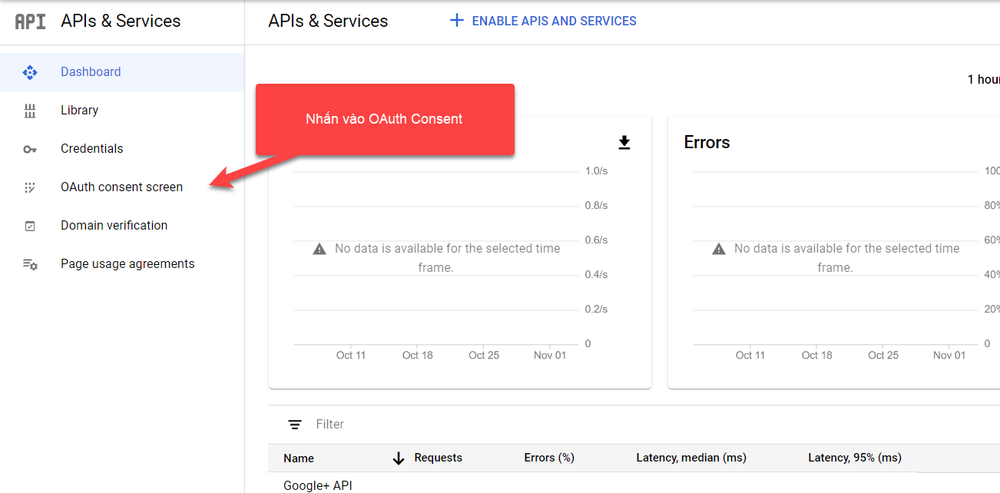 API APIs & Services
APIs & Services
ENABLE APIS AND SERVICES
Dashboard
Library
Credentials
OAuth consent screen
Domain verification
Page usage agreements
1 hour
Nhấn vào OAuth Consent
1.0/s
0.8/s
0.6/s
0.4/s
0.2/s
0
No data is available for the selected time
frame.
Oct 11 Oct 18 Oct 25 Nov 01
Errors
100
80%
60%
40%
20%
0
No data is available for the selected time
frame.
Oct 11 Oct 18 Oct 25 Nov 01
Filter
Name Requests Errors (%) Latency, median (ms) Latency, 95% (ms)
Google+ API